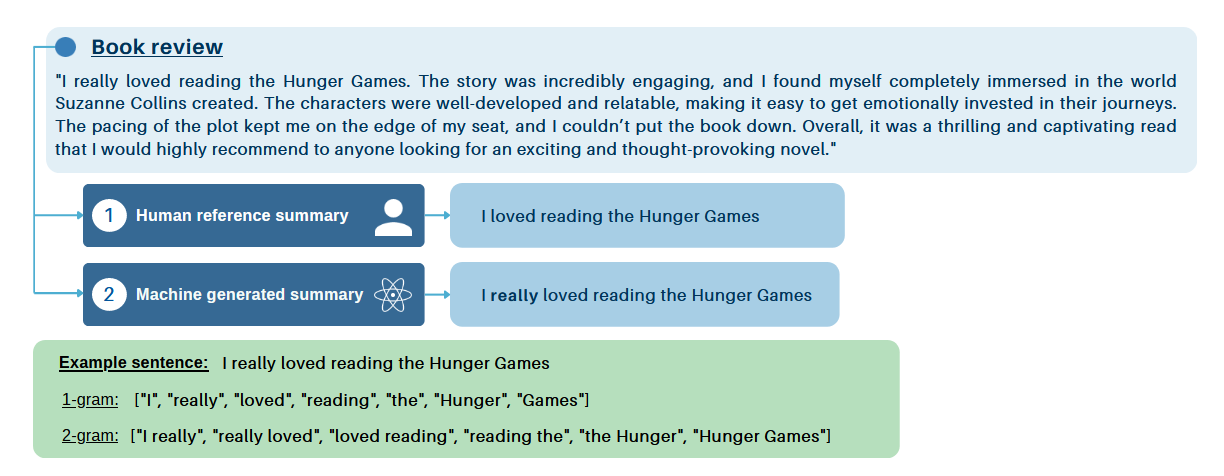 Book review
"I really loved reading the Hunger Games. The story was incredibly engaging, and I found myself completely immersed in the world
Suzanne Collins created. The characters were well-developed and relatable, making it easy to get emotionally invested in their journeys.
The pacing of the plot kept me on the edge of my seat, and I couldn’t put the book down. Overall, it was a thrilling and captivating read
that I would highly recommend to anyone looking for an exciting and thought-provoking novel."
1 Human reference summary I loved reading the Hunger Games
2 Machine generated summary I really loved reading the Hunger Games
Example sentence: I really loved reading the Hunger Games
1-gram: ["I", "really", "loved", "reading", "the", "Hunger", "Games"]
2-gram: ["I really", "really loved", "loved reading", "reading the", "the Hunger", "Hunger Games"]